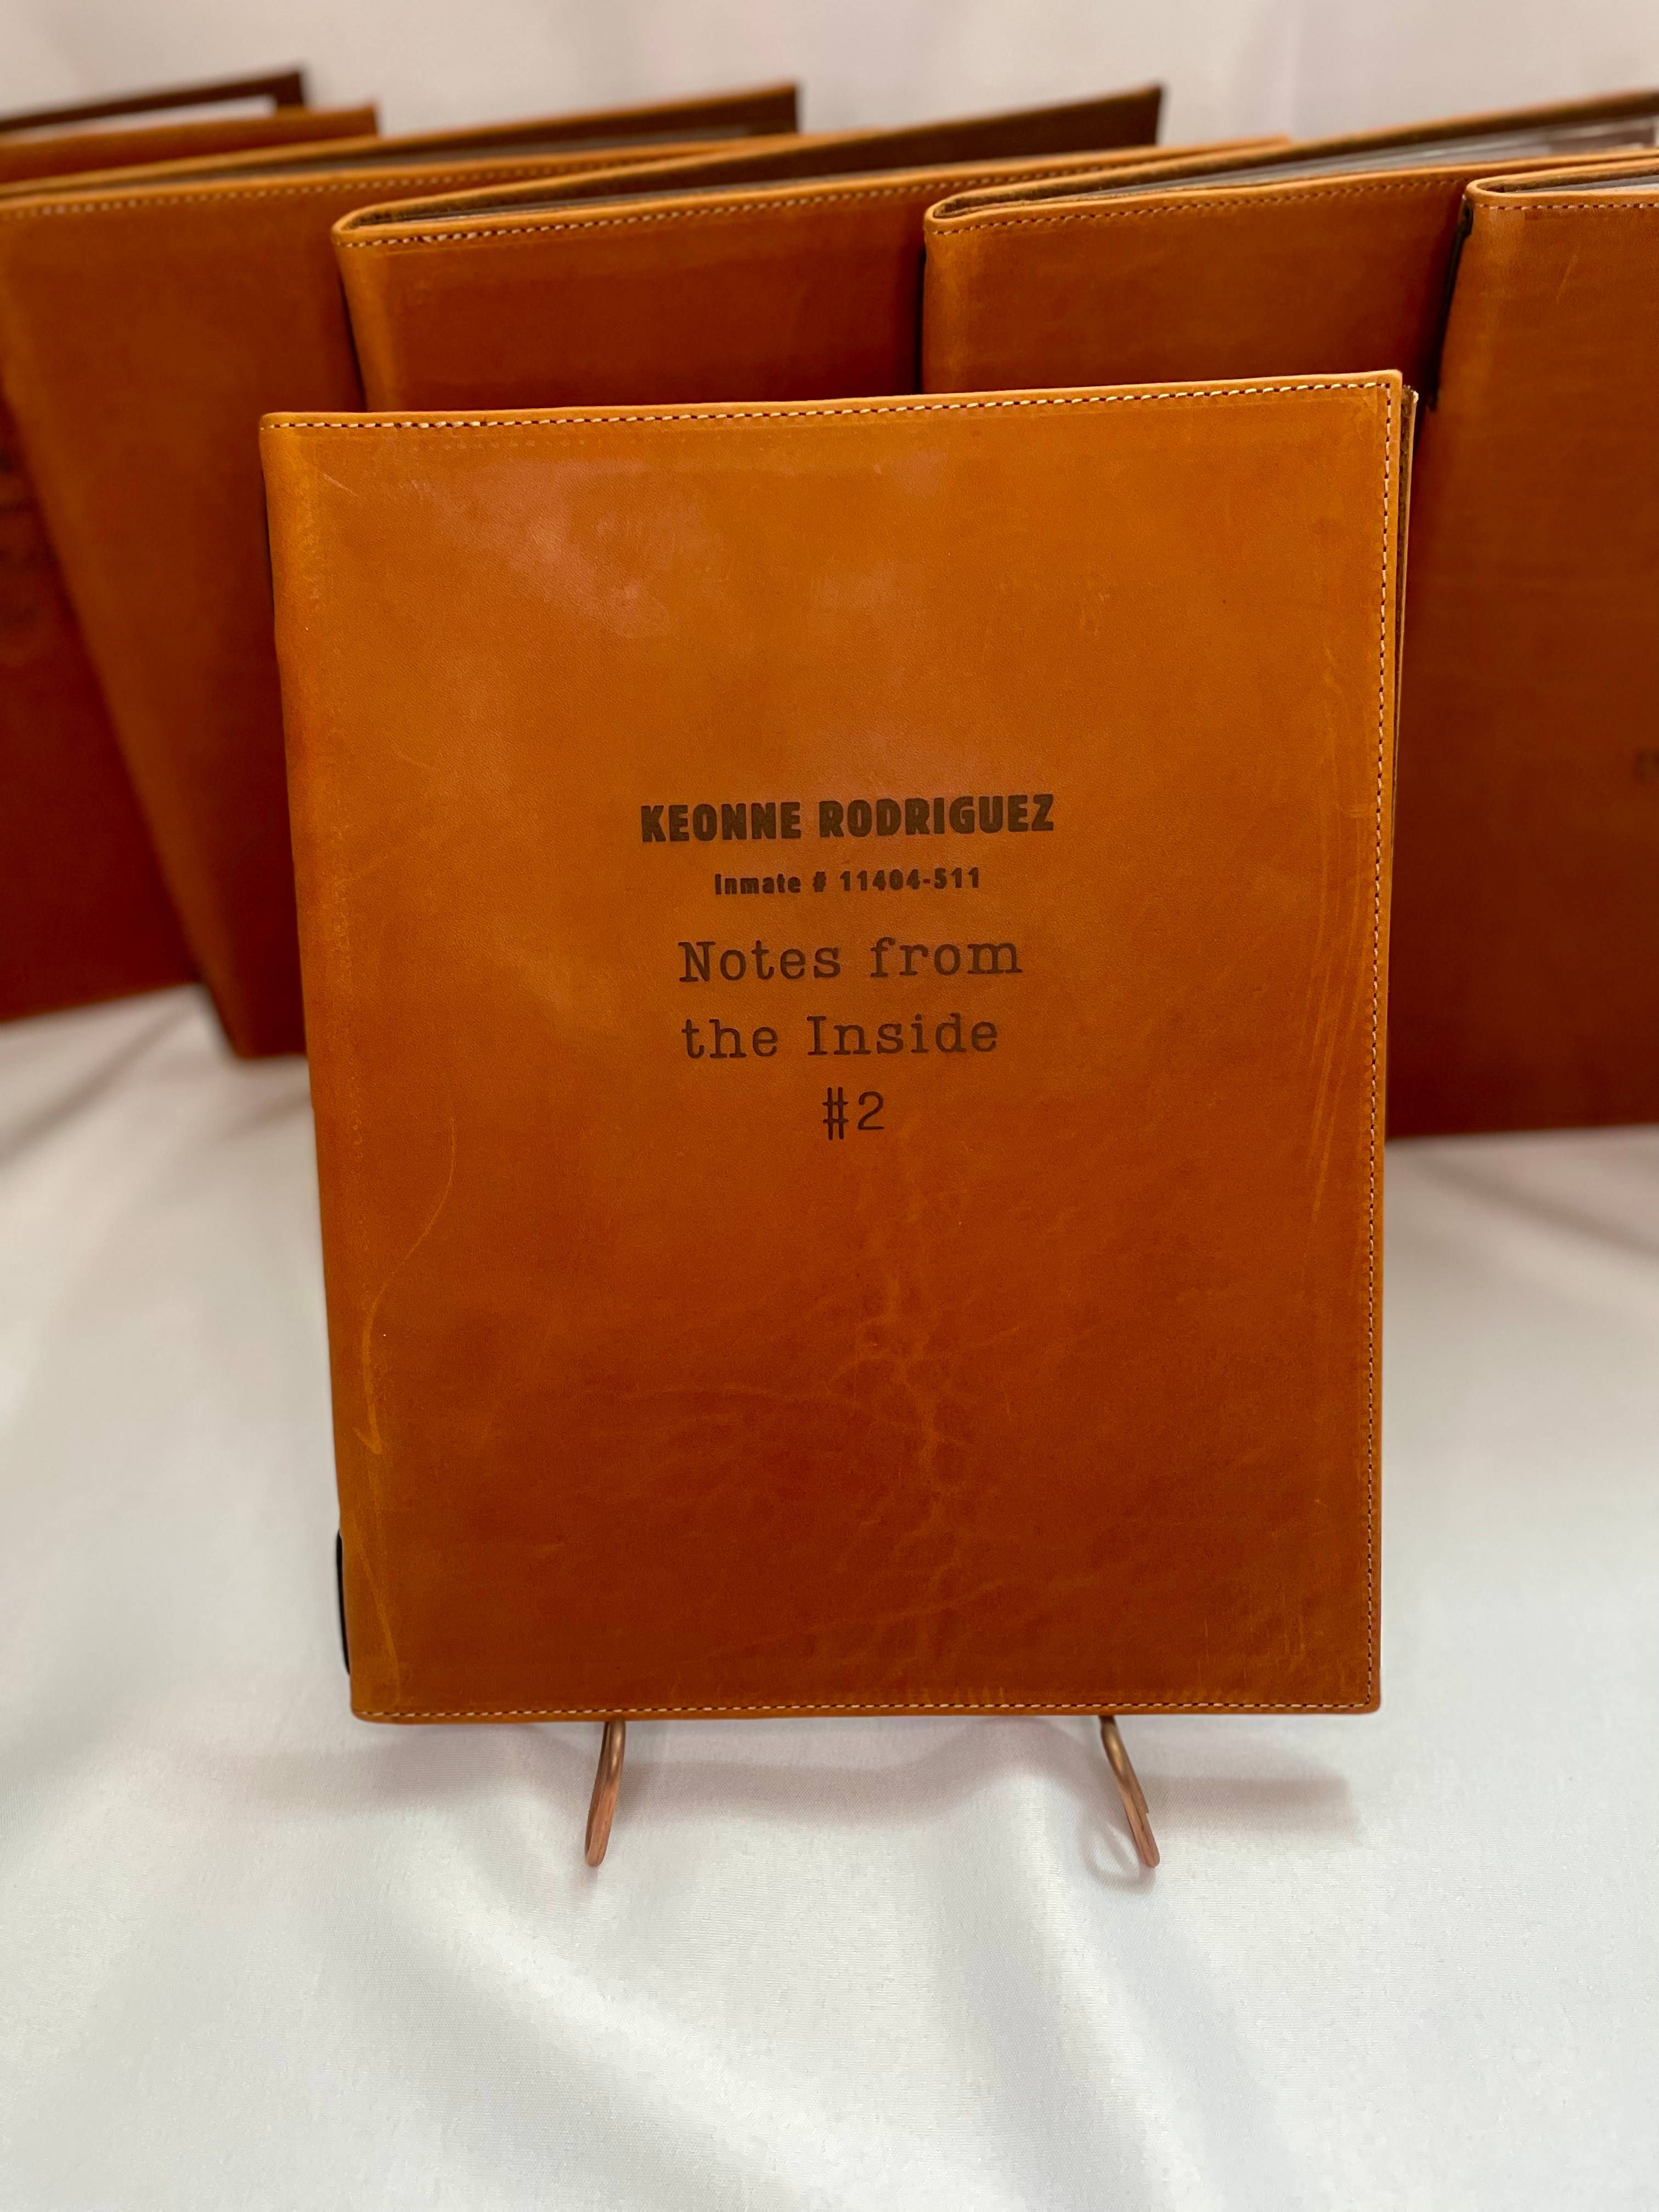 KEONNE RODRIGUEZ
Inmate # 11404-511
Notes from
the Inside
#2